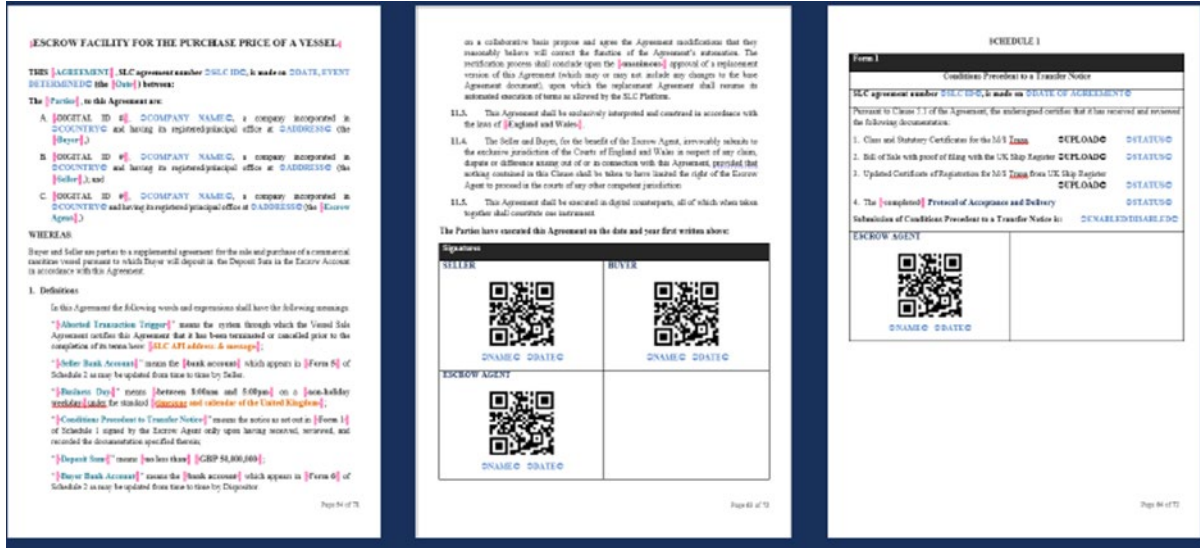 ESCROW FACILITY FOR THE PURCHASE PRICE OF A VESSEL
THIS AGREEMENT, SLC agreement number SLC ID, is made on DATE, EVENT
DETERMINED (the Date) between:
The Parties, to this Agreement are:
A. DIGITAL ID #, COMPANY NAME, a company incorporated in
COUNTRY and having its registered/principal office at ADDRESS (the
Buyer,)
B. DIGITAL ID #, COMPANY NAME, a company incorporated in
COUNTRY and having its registered/principal office at ADDRESS (the
Seller,); and
C. DIGITAL ID #, COMPANY NAME, a company incorporated in
COUNTRY and having its registered/principal office at ADDRESS (the Escrow
Agent,)
WHEREAS:
Buyer and Seller are parties to a supplemental agreement for the sale and purchase of a commercial
maritime vessel pursuant to which Buyer will deposit in the Deposit Sum in the Escrow Account
in accordance with this Agreement.
1. Definitions
In this Agreement the following words and expressions shall have the following meanings:
"Aborted Transaction Trigger" means the system through which the Vessel Sale
Agreement notifies this Agreement that it has been terminated or cancelled prior to the
completion of its terms here: SLC API address & message;
"Seller Bank Account" means the bank account which appears in Form 5 of
Schedule 2 as may be updated from time to time by Seller.
"Business Day" means between 8:00am and 5:00pm on a non-holiday
weekday under the standard timezone and calendar of the United Kingdom;
"Conditions Precedent to Transfer Notice" means the notice as set out in Form 1
of Schedule 1 signed by the Escrow Agent only upon having received, reviewed, and
recorded the documentation specified therein;
"Deposit Sum" means no less than GBP 50,000,000;
"Buyer Bank Account" means the bank account which appears in Form 6 of
Schedule 2 as may be updated from time to time by Dispositor.
on a collaborative basis propose and agree the Agreement modifications that they
reasonably believe will correct the function of the Agreement's automation. The
rectification process shall conclude upon the unanimous approval of a replacement
version of this Agreement (which may or may not include any changes to the base
Agreement document), upon which the replacement Agreement shall resume its
automated execution of terms as allowed by the SLC Platform.
11.3. This Agreement shall be exclusively interpreted and construed in accordance with
the laws of England and Wales.
11.4. The Seller and Buyer, for the benefit of the Escrow Agent, irrevocably submits to
the exclusive jurisdiction of the Courts of England and Wales in respect of any claim,
dispute or difference arising out of or in connection with this Agreement, provided that
nothing contained in this Clause shall be taken to have limited the right of the Escrow
Agent to proceed in the courts of any other competent jurisdiction
11.5. This Agreement shall be executed in digital counterparts, all of which when taken
together shall constitute one instrument
The Parties have executed this Agreement on the date and year first written above:
Signatures
SELLER BUYER
NAME DATE NAME DATE
ESCROW AGENT
NAME DATE
SCHEDULE 1
Form 1
Conditions Precedent to a Transfer Notice
SLC agreement number SLC ID, is made on DATE OF AGREEMENT
Pursuant to Clause 5.1 of the Agreement, the undersigned certifies that it has received and reviewed
the following documentation:
1. Class and Statutory Certificates for the M/S Trana UPLOAD STATUS
2. Bill of Sale with proof of filing with the UK Ship Register UPLOAD STATUS
3. Updated Certificate of Registration for M/S Trana from UK Ship Register
UPLOAD STATUS
4. The completed Protocol of Acceptance and Delivery STATUS
Submission of Conditions Precedent to a Transfer Notice is: ENABLED/DISABLED
ESCROW AGENT
NAME DATE